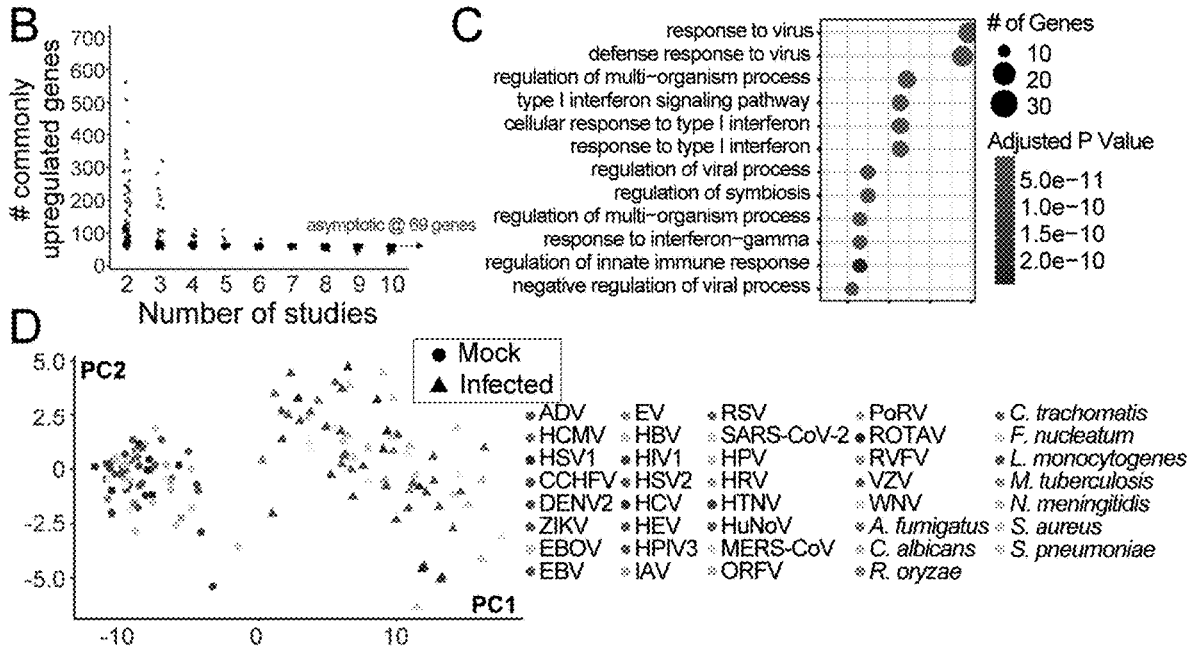 B
700
600
500
400
300
200
100
0
# commonly
upregulated genes
asymptotic @ 69 genes
2 3 4 5 6 7 8 9 10
Number of studies
C
response to virus
defense response to virus
regulation of multi-organism process
type I interferon signaling pathway
cellular response to type I interferon
response to type I interferon
regulation of viral process
regulation of symbiosis
regulation of multi-organism process
response to interferon-gamma
regulation of innate immune response
negative regulation of viral process
# of Genes
10
20
30
Adjusted P Value
5.0e-11
1.0e-10
1.5e-10
2.0e-10
D
5.0
2.5
0
-2.5
-5.0
PC2
Mock
Infected
PC1
-10 0 10
ADV EV RSV PoRV C. trachomatis
HCMV HBV SARS-CoV-2 ROTAV F. nucleatum
HSV1 HIV1 HPV RVFV L. monocytogenes
CCHFV HSV2 HRV VZV M. tuberculosis
DENV2 HCV HTNV WNV N. meningitidis
ZIKV HEV HuNoV A. fumigatus S. aureus
EBOV HPIV3 MERS-CoV C. albicans S. pneumoniae
EBV IAV ORFV R. oryzae